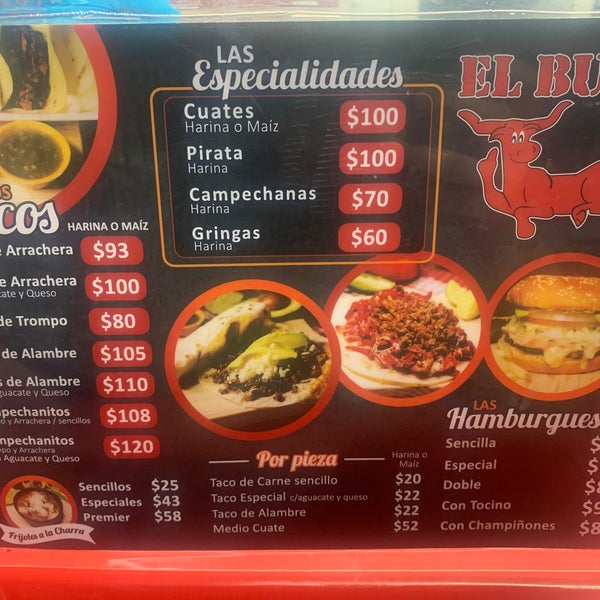 LAS
Especialidades
Cuates $100
Harina o Maíz
Pirata $100
Harina
Campechanas $70
Harina
Gringas $60
Harina
EL
HARINA O MAÍZ
e Arrachera $93
de Arrachera $100
cate y Queso
de Trompo $80
de Alambre $105
s de Alambre $110
guacate y Queso
mpechanitos $108
po y Arrachera / sencillos
mpechanitos $120
po y Arrachera
Aguacate y Queso
Sencillos $25
Especiales $43
Premier $58
Frijoles a la Charra
Por pieza
Harina o
Maíz
Taco de Carne sencillo $20
Taco Especial c/aguacate y queso $22
Taco de Alambre $22
Medio Cuate $52
LAS
Hamburgues
Sencilla $
Especial $
Doble $
Con Tocino $
Con Champiñones $